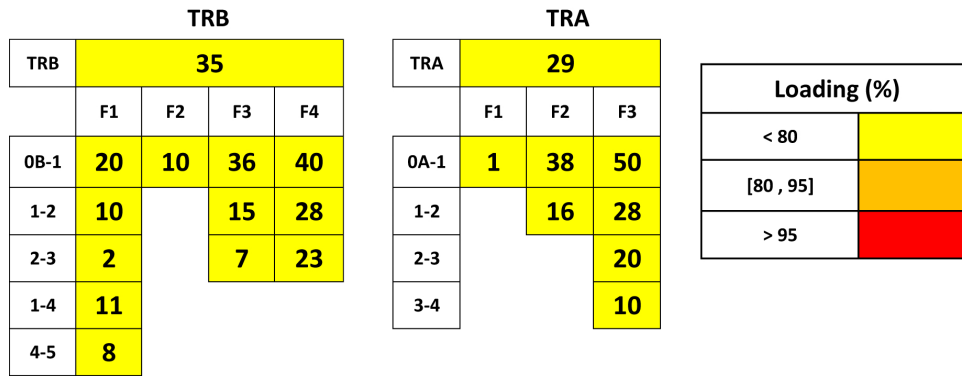 TRB
TRB 35
F1 F2 F3 F4
0B-1 20 10 36 40
1-2 10 15 28
2-3 2 7 23
1-4 11
4-5 8
TRA
TRA 29
F1 F2 F3
0A-1 1 38 50
1-2 16 28
2-3 20
3-4 10
Loading (%)
< 80
[80 , 95]
> 95